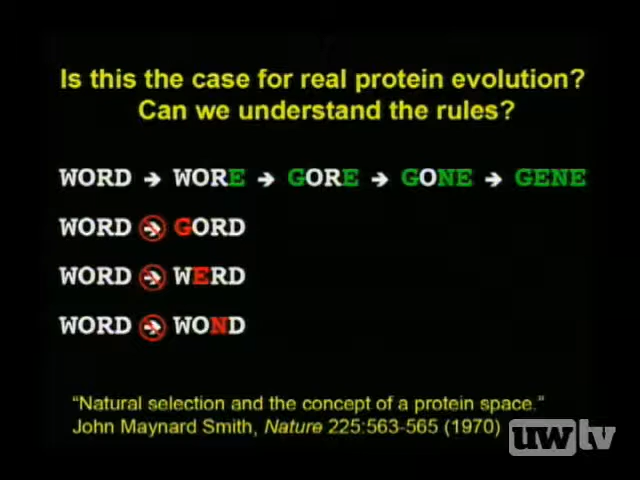 Is this the case for real protein evolution?
Can we understand the rules?
WORD → WORE → GORE → GONE → GENE
WORD GORD
WORD WERD
WORD WOND
“Natural selection and the concept of a protein space.”
John Maynard Smith, Nature 225:563-565 (1970)
uwtv